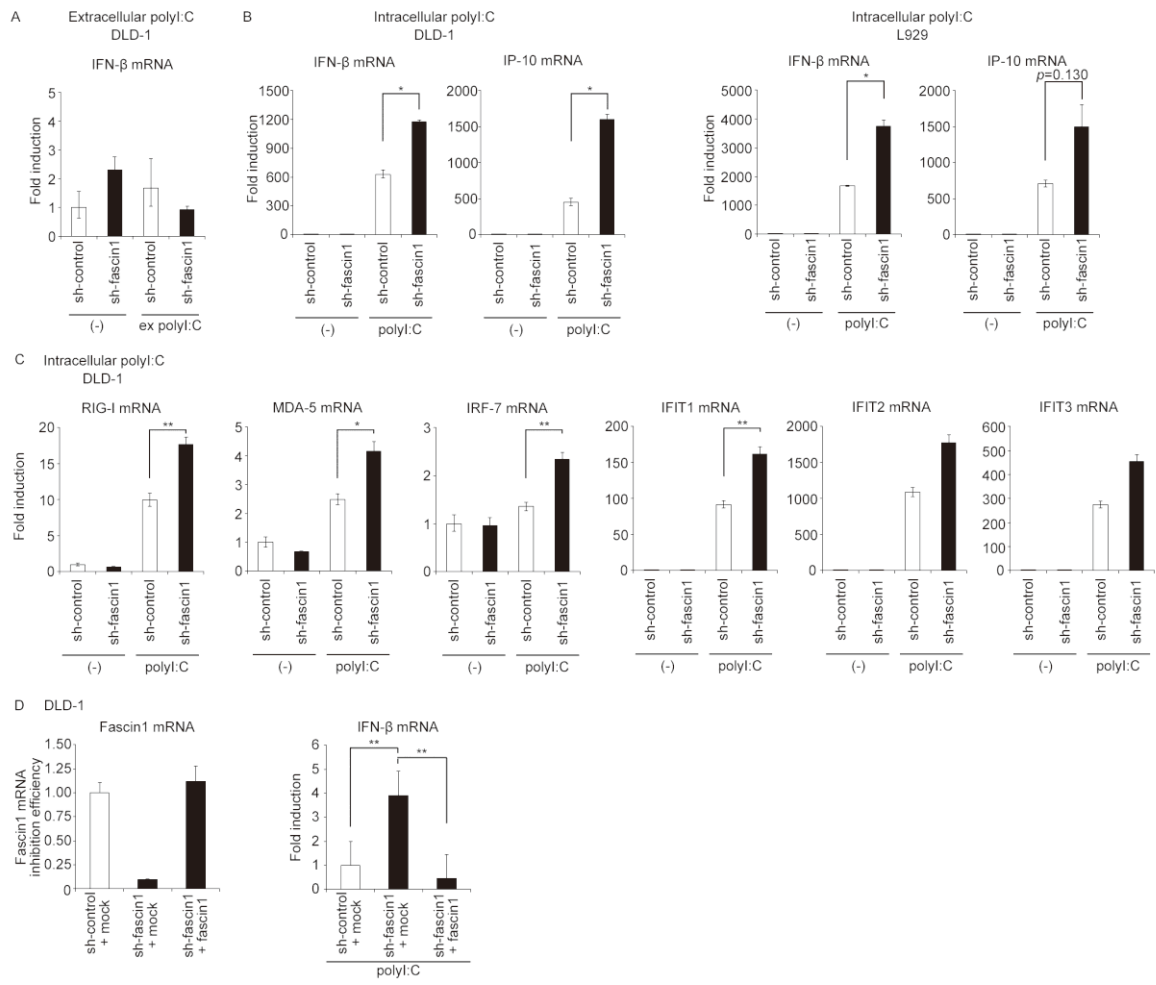 A
Extracellular polyI:C
DLD-1
IFN-β mRNA
Fold induction
6
5
4
3
2
1
0
sh-control
sh-fascin1
sh-control
sh-fascin1
(-)
ex polyI:C
B
Intracellular polyI:C
DLD-1
IFN-β mRNA
Fold induction
1500
1200
900
600
300
0
*
sh-control
sh-fascin1
sh-control
sh-fascin1
(-)
polyI:C
IP-10 mRNA
2000
1500
1000
500
0
*
sh-control
sh-fascin1
sh-control
sh-fascin1
(-)
polyI:C
Intracellular polyI:C
L929
IFN-β mRNA
Fold induction
5000
4000
3000
2000
1000
0
*
sh-control
sh-fascin1
sh-control
sh-fascin1
(-)
polyI:C
IP-10 mRNA
p=0.130
2000
1500
1000
500
0
sh-control
sh-fascin1
sh-control
sh-fascin1
(-)
polyI:C
C
Intracellular polyI:C
DLD-1
RIG-I mRNA
Fold induction
20
15
10
5
0
**
sh-control
sh-fascin1
sh-control
sh-fascin1
(-)
polyI:C
MDA-5 mRNA
5
4
3
2
1
0
*
sh-control
sh-fascin1
sh-control
sh-fascin1
(-)
polyI:C
IRF-7 mRNA
3
2
1
0
**
sh-control
sh-fascin1
sh-control
sh-fascin1
(-)
polyI:C
IFIT1 mRNA
200
150
100
50
0
**
sh-control
sh-fascin1
sh-control
sh-fascin1
(-)
polyI:C
IFIT2 mRNA
2000
1500
1000
500
0
sh-control
sh-fascin1
sh-control
sh-fascin1
(-)
polyI:C
IFIT3 mRNA
600
500
400
300
200
100
0
sh-control
sh-fascin1
sh-control
sh-fascin1
(-)
polyI:C
D
DLD-1
Fascin1 mRNA
Fascin1 mRNA
inhibition efficiency
1.50
1.25
1.00
0.75
0.50
0.25
0
sh-control
+ mock
sh-fascin1
+ mock
sh-fascin1
+ fascin1
IFN-β mRNA
Fold induction
6
5
4
3
2
1
0
**
**
sh-control
+ mock
sh-fascin1
+ mock
sh-fascin1
+ fascin1
polyI:C